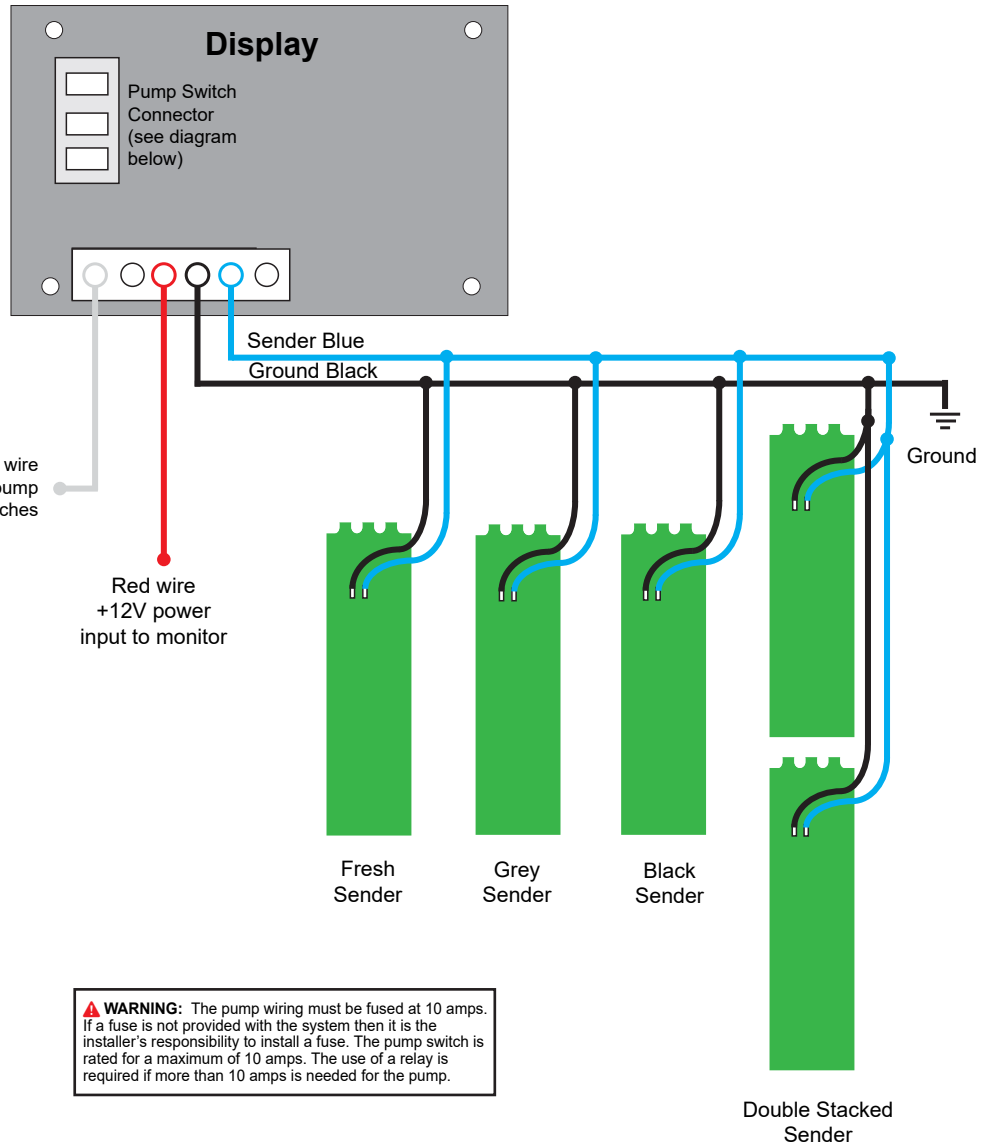 Display
Pump Switch
Connector
(see diagram
below)
Sender Blue
Ground Black
wire
pump
Ground
Red wire
+12V power
input to monitor
Fresh
Sender
Grey
Sender
Black
Sender
WARNING: The pump wiring must be fused at 10 amps.
If a fuse is not provided with the system then it is the
installer's responsibility to install a fuse. The pump switch is
rated for a maximum of 10 amps. The use of a relay is
required if more than 10 amps is needed for the pump.
Double Stacked
Sender